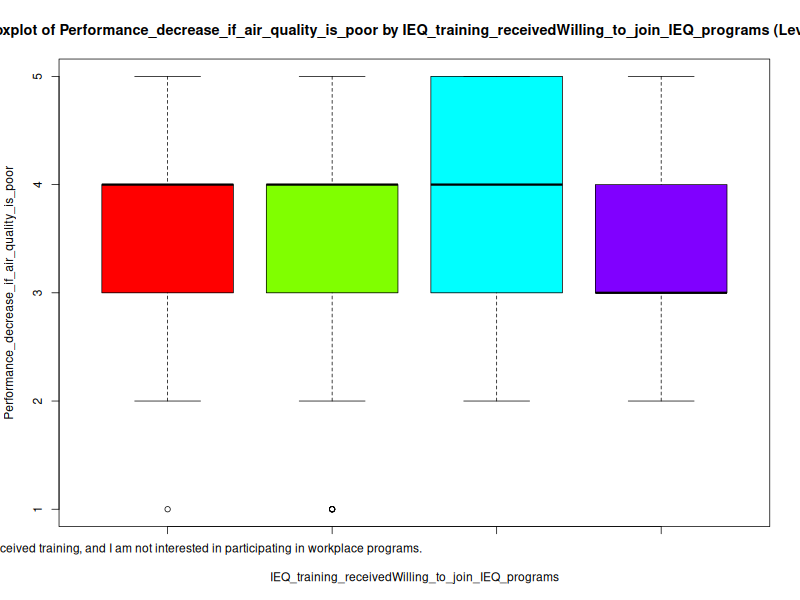 oxplot of Performance_decrease_if_air_quality_is_poor by IEQ_training_receivedWilling_to_join_IEQ_programs (Lev
Performance_decrease_if_air_quality_is_poor
5
4
3
2
1
ceived training, and I am not interested in participating in workplace programs.
IEQ_training_receivedWilling_to_join_IEQ_programs